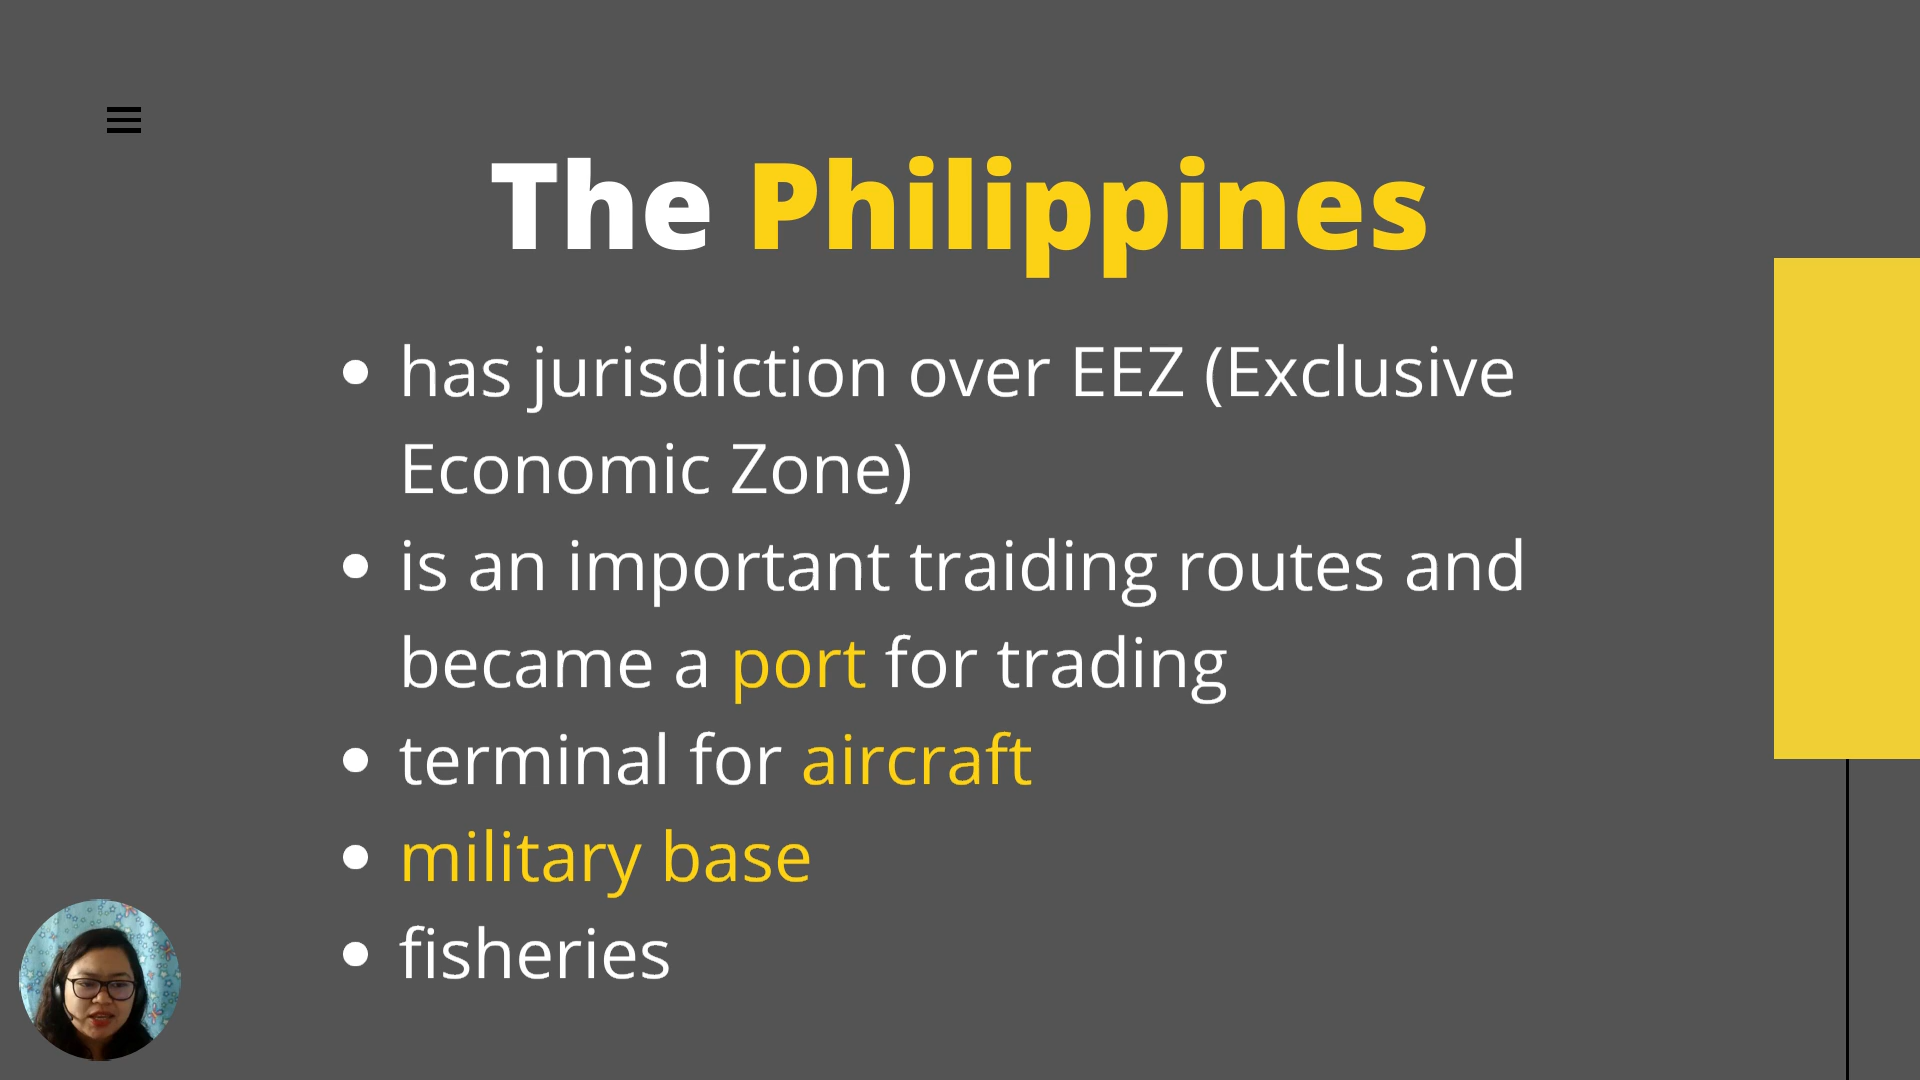 The Philippines
• has jurisdiction over EEZ (Exclusive
Economic Zone)
• is an important traiding routes and
became a port for trading
• terminal for aircraft
• military base
• fisheries